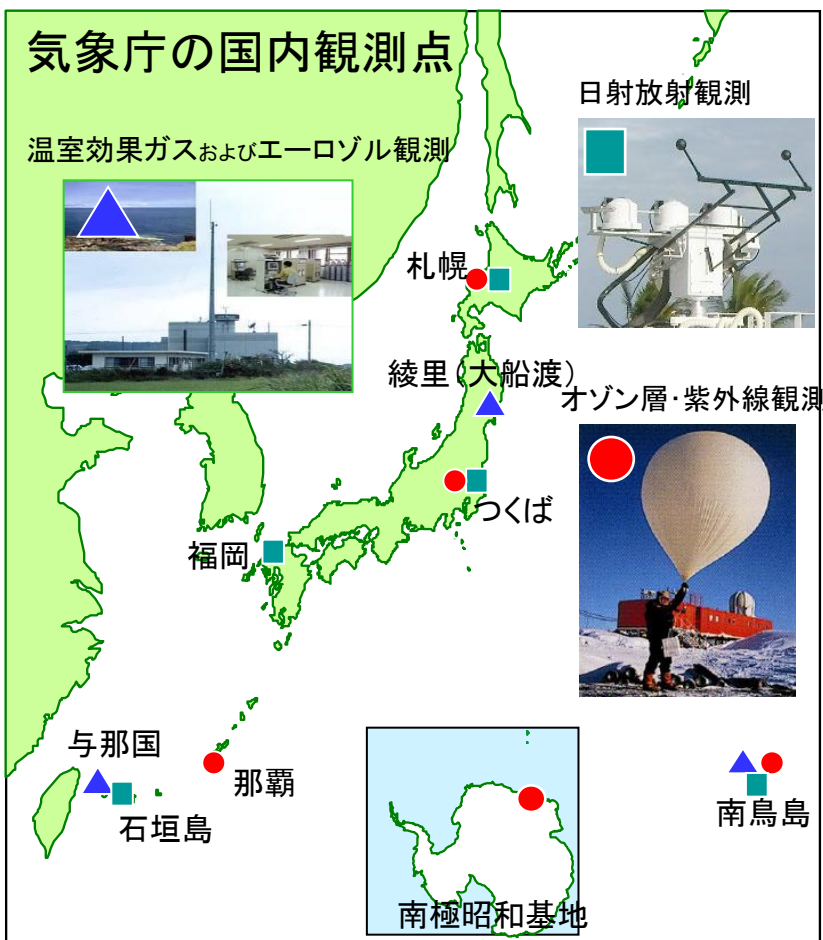 気象庁の国内観測点
日射放射観測
温室効果ガスおよびエーロゾル観測
札幌
綾里(大船渡)
オゾン層・紫外線観測
つくば
福岡
与那国
那覇
石垣島
南鳥島
南極昭和基地